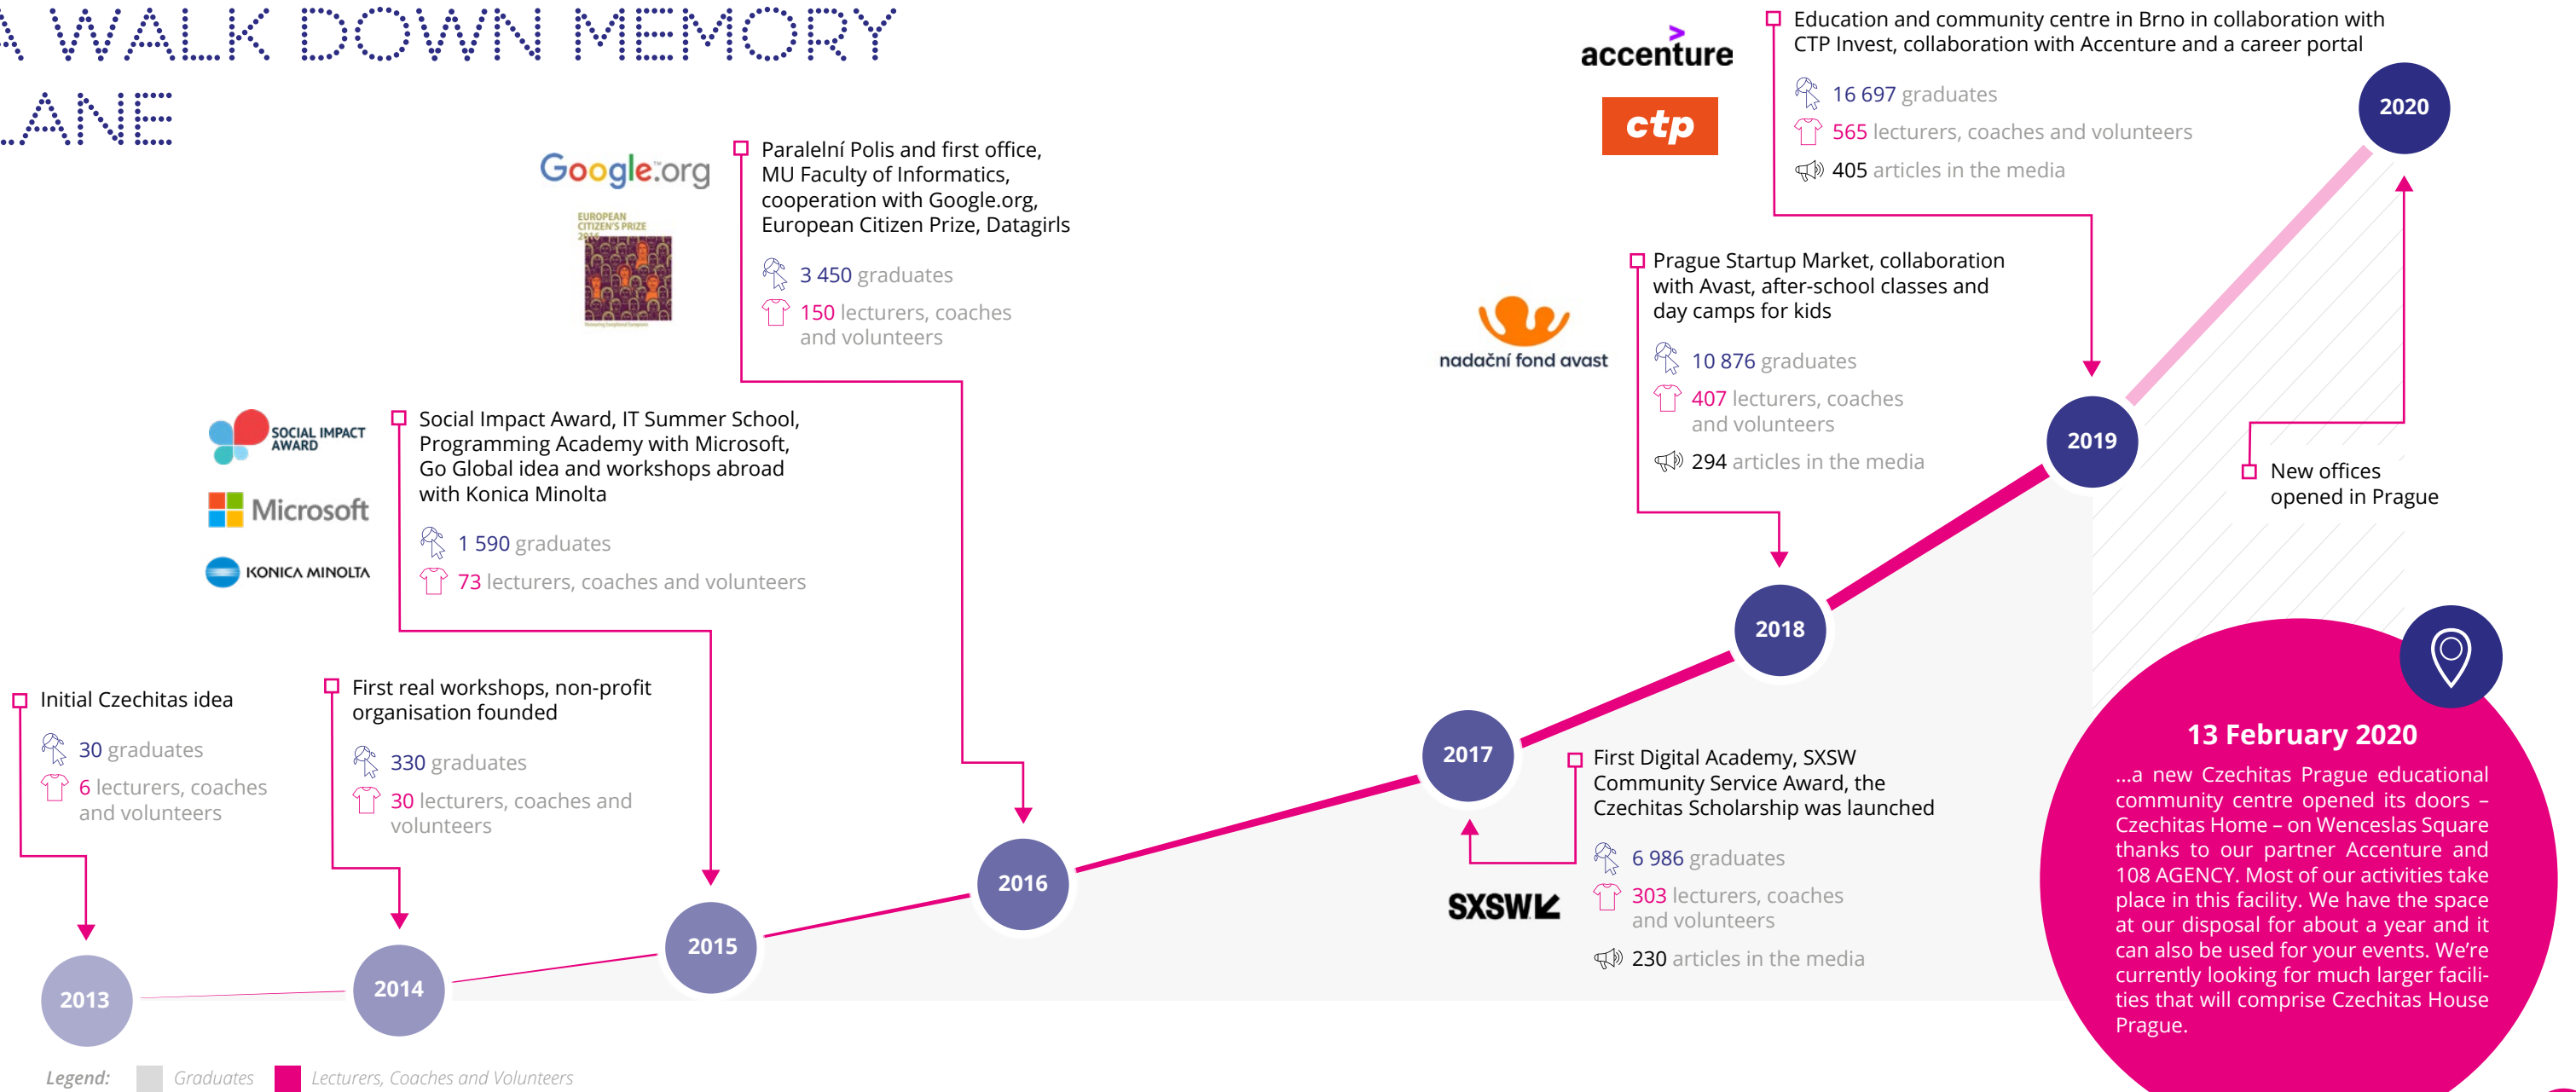 A WALK DOWN MEMORY
LANE
Initial Czechitas idea
30 graduates
6 lecturers, coaches
and volunteers
2013
First real workshops, non-profit
organisation founded
330 graduates
30 lecturers, coaches and
volunteers
2014
SOCIAL IMPACT
AWARD
Microsoft
KONICA MINOLTA
Social Impact Award, IT Summer School,
Programming Academy with Microsoft,
Go Global idea and workshops abroad
with Konica Minolta
1 590 graduates
73 lecturers, coaches and volunteers
2015
Google.org
EUROPEAN
CITIZEN'S PRIZE
2016
Paralelní Polis and first office,
MU Faculty of Informatics,
cooperation with Google.org,
European Citizen Prize, Datagirls
3 450 graduates
150 lecturers, coaches
and volunteers
2016
2017
First Digital Academy, SXSW
Community Service Award, the
Czechitas Scholarship was launched
6 986 graduates
303 lecturers, coaches
and volunteers
230 articles in the media
SXSW
nadační fond avast
Prague Startup Market, collaboration
with Avast, after-school classes and
day camps for kids
10 876 graduates
407 lecturers, coaches
and volunteers
294 articles in the media
2018
accenture
ctp
Education and community centre in Brno in collaboration with
CTP Invest, collaboration with Accenture and a career portal
16 697 graduates
565 lecturers, coaches and volunteers
405 articles in the media
2019
2020
New offices
opened in Prague
13 February 2020
...a new Czechitas Prague educational
community centre opened its doors –
Czechitas Home – on Wenceslas Square
thanks to our partner Accenture and
108 AGENCY. Most of our activities take
place in this facility. We have the space
at our disposal for about a year and it
can also be used for your events. We're
currently looking for much larger facili-
ties that will comprise Czechitas House
Prague.
Legend: Graduates Lecturers, Coaches and Volunteers